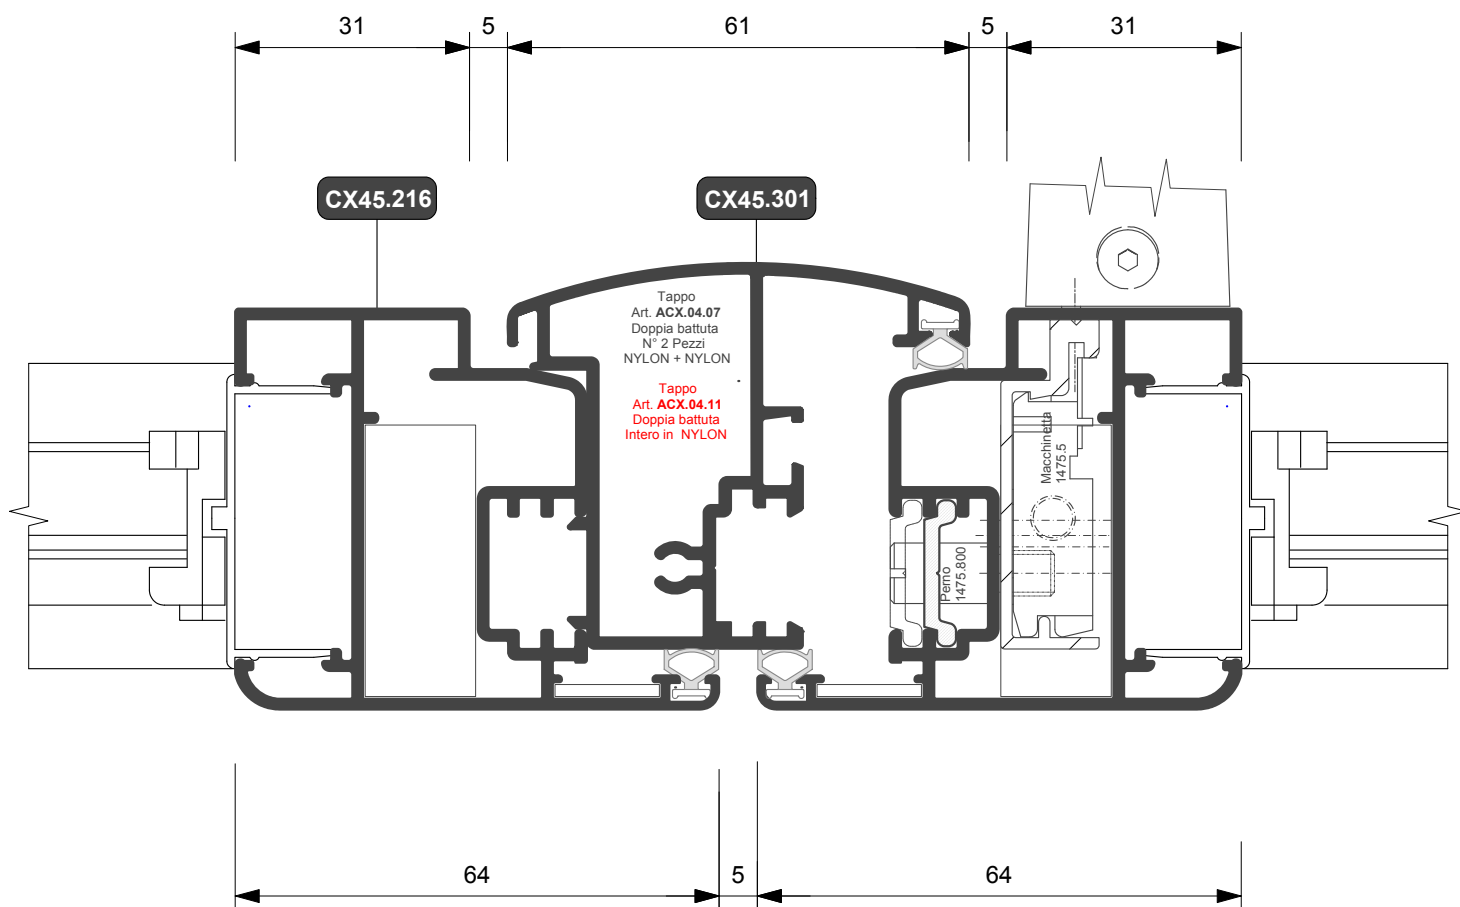 31
5
61
5
31
CX45.216
CX45.301
Tappo
Art. ACX.04.07
Doppia battuta
N° 2 Pezzi
NYLON + NYLON
Tappo
Art. ACX.04.11
Doppia battuta
Intero in NYLON
Macchinetta
1475.5
Perno
1475.800
64
5
64